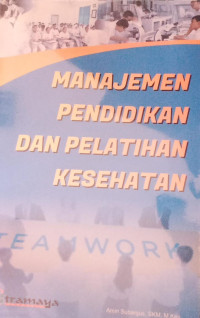 MANAJEMEN
PENDIDIKAN
DAN PELATIHAN
KESEHATAN
TEAMWORK